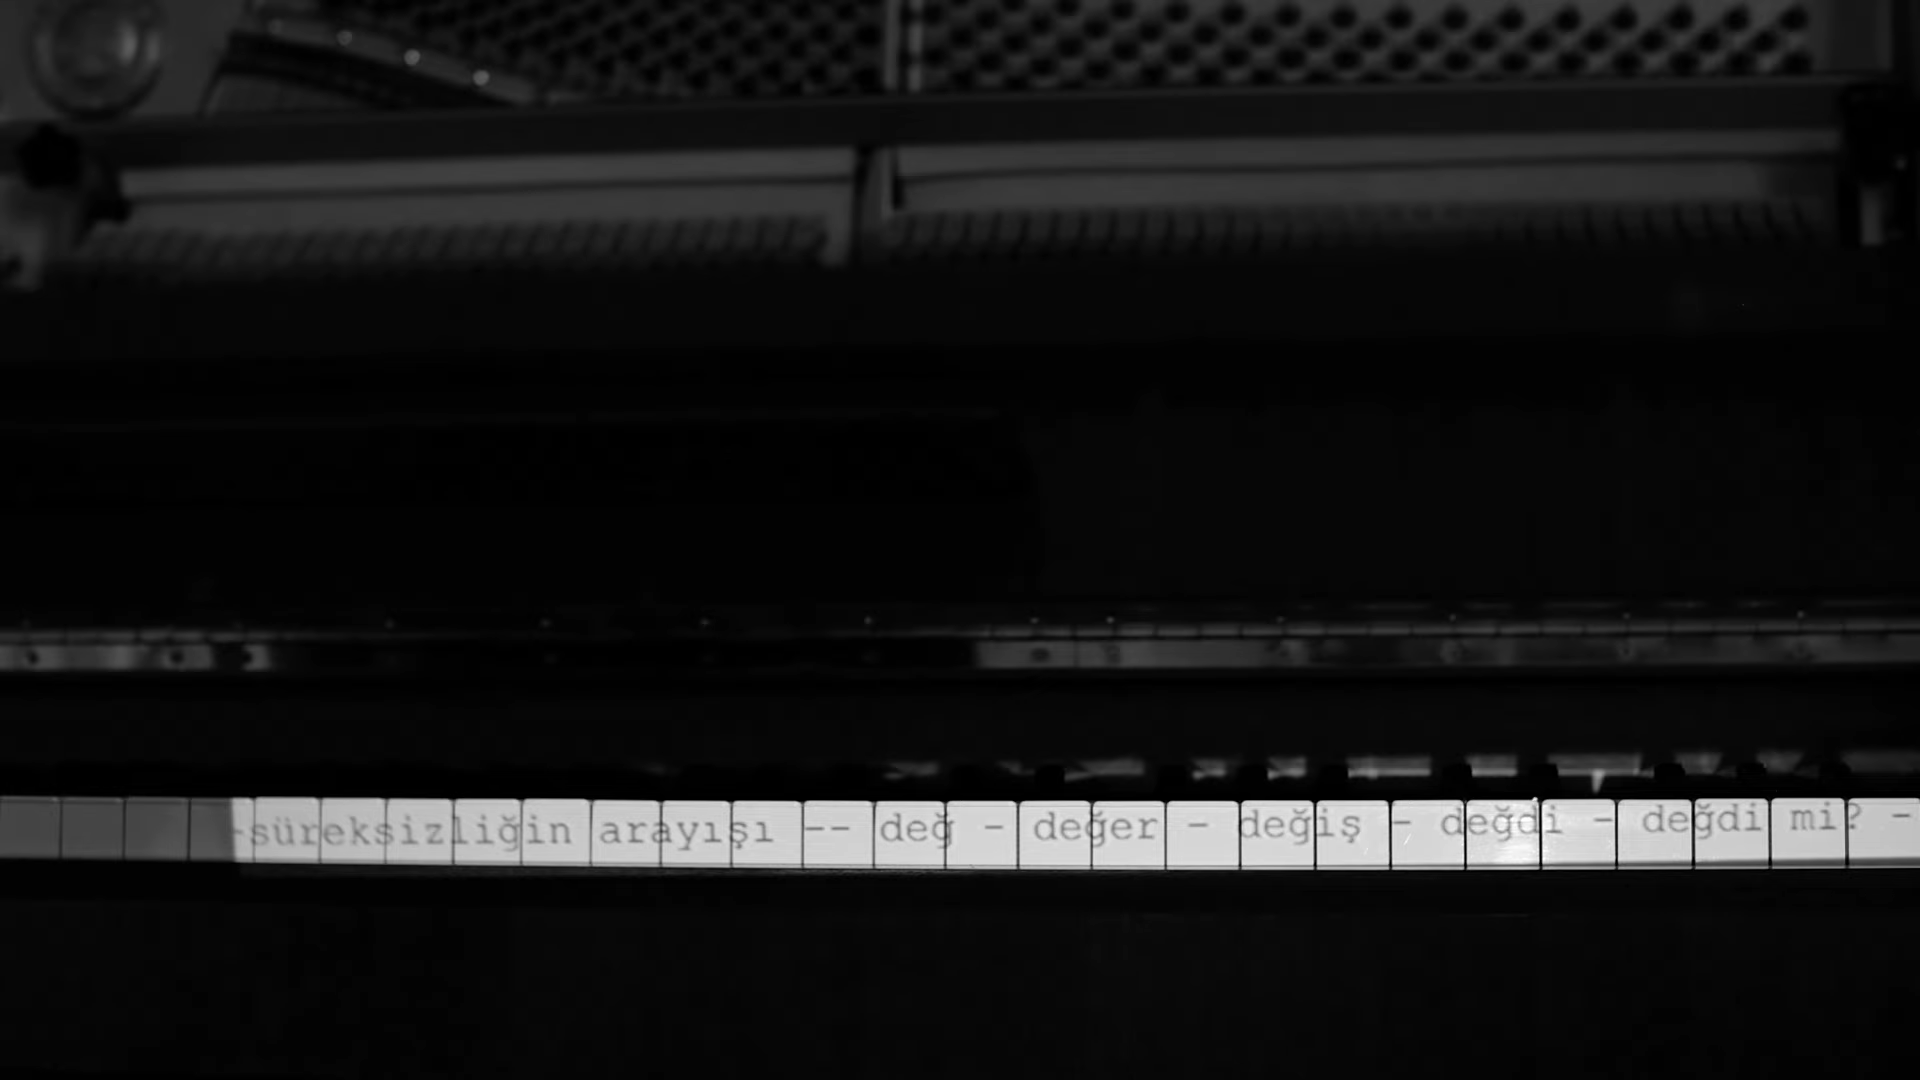 -süreksizliğin arayışı -- değ - değer - değiş - değdi - değdi mi? -